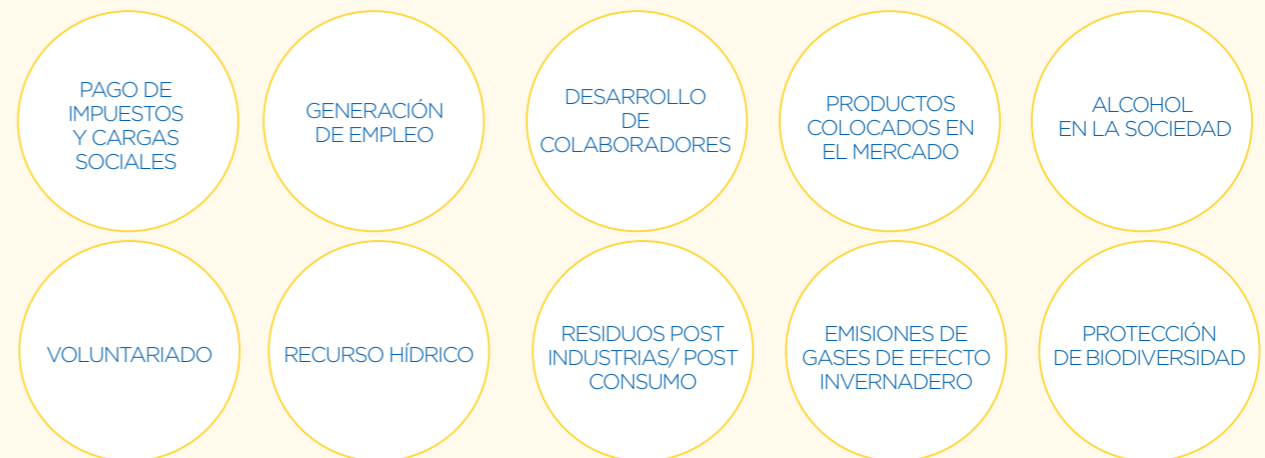 PAGO DE
IMPUESTOS
Y CARGAS
SOCIALES
GENERACIÓN
DE EMPLEO
DESARROLLO
DE
COLABORADORES
PRODUCTOS
COLOCADOS EN
EL MERCADO
ALCOHOL
EN LA SOCIEDAD
VOLUNTARIADO
RECURSO HÍDRICO
RESIDUOS POST
INDUSTRIAS/ POST
CONSUMO
EMISIONES DE
GASES DE EFECTO
INVERNADERO
PROTECCIÓN
DE BIODIVERSIDAD